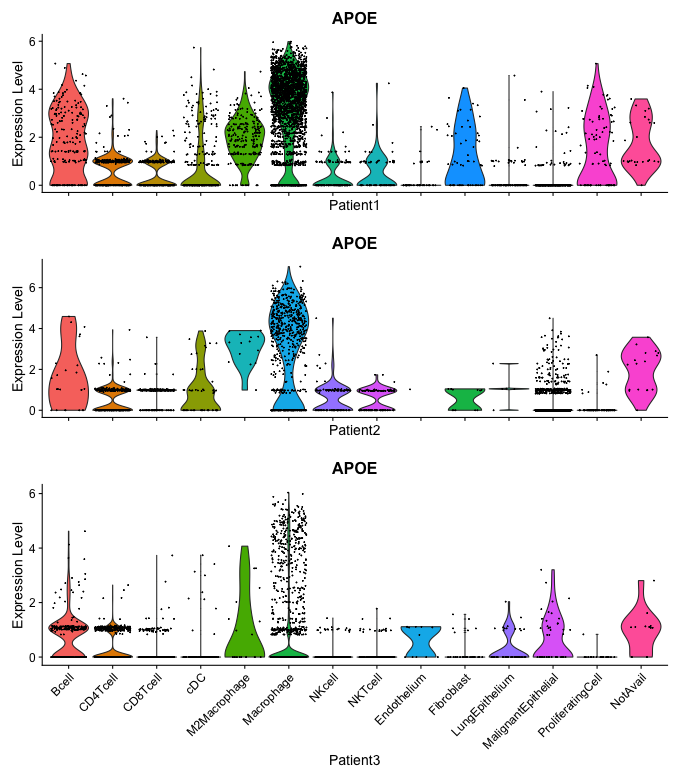 APOE
Expression Level
6
4
2
0
Patient1
APOE
Expression Level
6
4
2
0
Patient2
APOE
Expression Level
6
4
2
0
Bcell
CD4Tcell
CD8Tcell
cDC
M2Macrophage
Macrophage
NKcell
NKTcell
Endothelium
Fibroblast
LungEpithelium
MalignantEpithelial
ProliferatingCell
NotAvail
Patient3